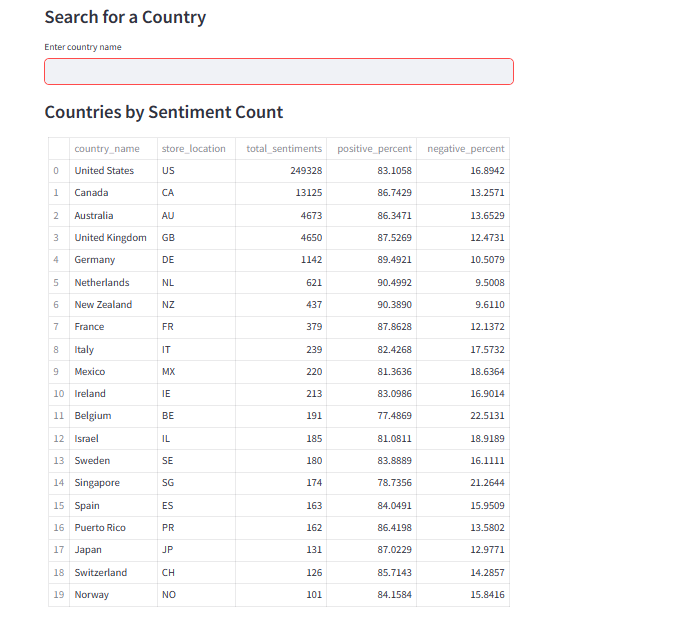 Search for a Country
Enter country name
Countries by Sentiment Count
country_name store_location total_sentiments positive_percent negative_percent
0 United States US 249328 83.1058 16.8942
1 Canada CA 13125 86.7429 13.2571
2 Australia AU 4673 86.3471 13.6529
3 United Kingdom GB 4650 87.5269 12.4731
4 Germany DE 1142 89.4921 10.5079
5 Netherlands NL 621 90.4992 9.5008
6 New Zealand NZ 437 90.3890 9.6110
7 France FR 379 87.8628 12.1372
8 Italy IT 239 82.4268 17.5732
9 Mexico MX 220 81.3636 18.6364
10 Ireland IE 213 83.0986 16.9014
11 Belgium BE 191 77.4869 22.5131
12 Israel IL 185 81.0811 18.9189
13 Sweden SE 180 83.8889 16.1111
14 Singapore SG 174 78.7356 21.2644
15 Spain ES 163 84.0491 15.9509
16 Puerto Rico PR 162 86.4198 13.5802
17 Japan JP 131 87.0229 12.9771
18 Switzerland CH 126 85.7143 14.2857
19 Norway NO 101 84.1584 15.8416